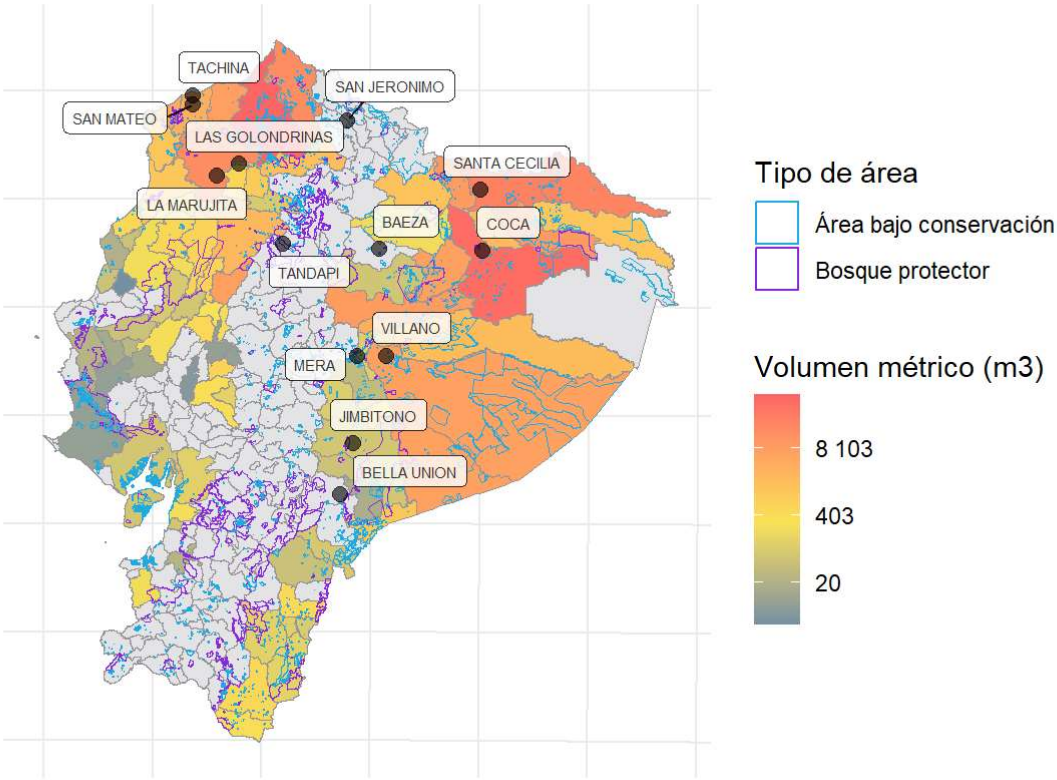 TACHINA
SAN JERONIMO
SAN MATEO
LAS GOLONDRINAS
SANTA CECILIA
LA MARUJITA
BAEZA
COCA
TANDAPI
VILLANO
MERA
JIMBITONO
BELLA UNION
Tipo de área
Área bajo conservación
Bosque protector
Volumen métrico (m3)
8 103
403
20